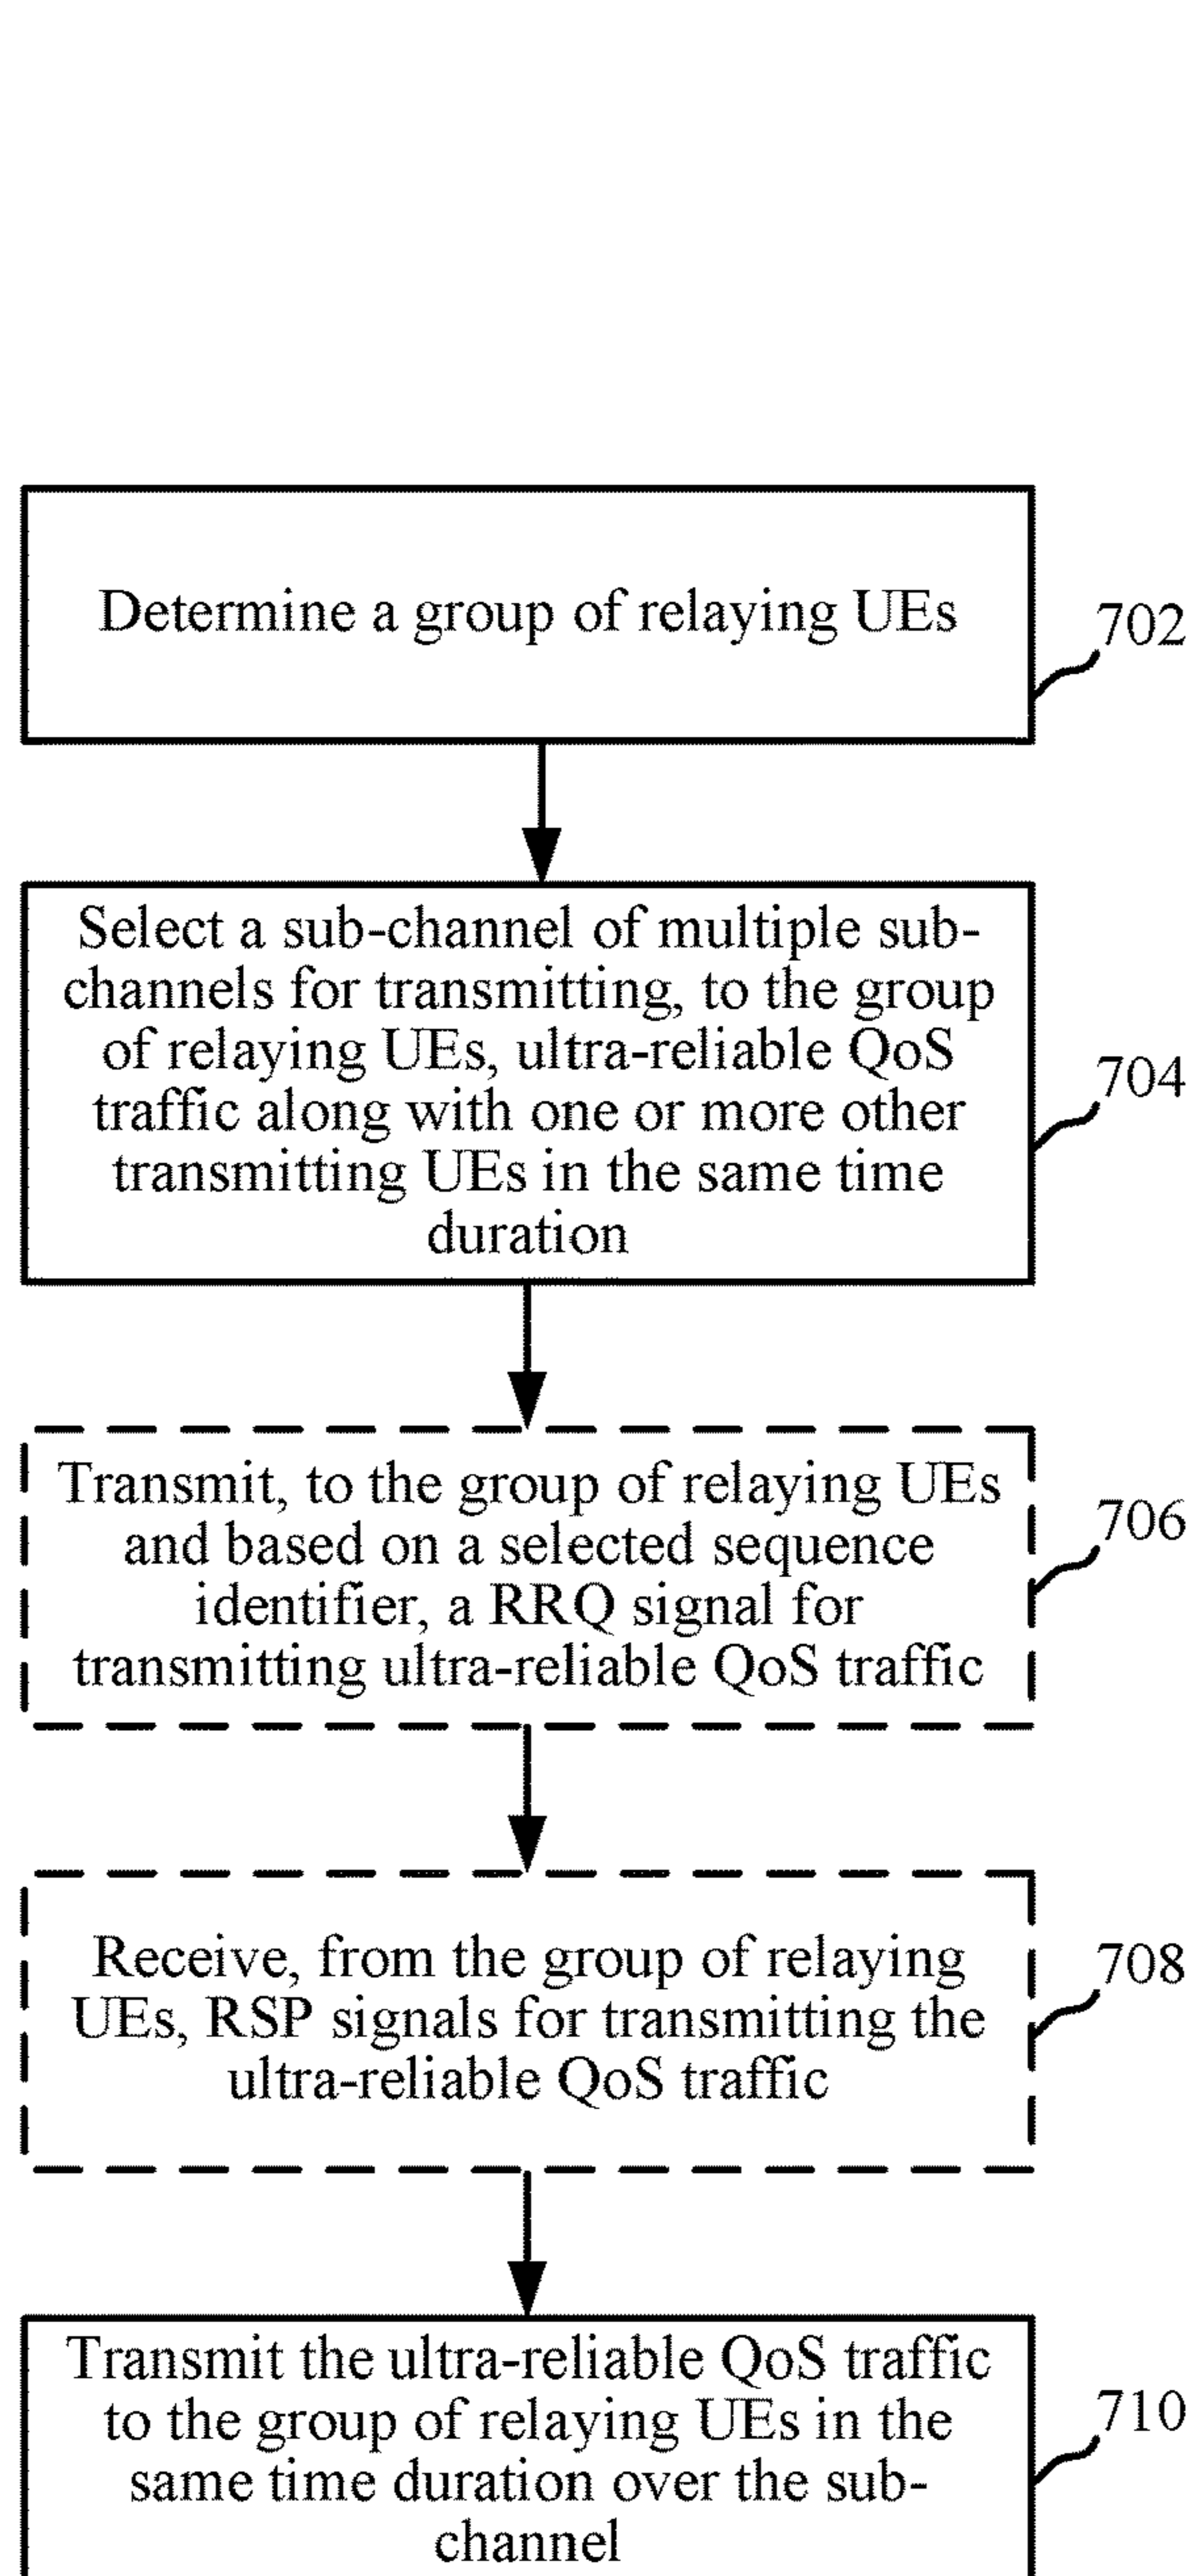 Determine a group of relaying UEs
702
Select a sub-channel of multiple sub-
channels for transmitting, to the group
of relaying UEs, ultra-reliable QoS
traffic along with one or more other
transmitting UEs in the same time
duration
704
Transmit, to the group of relaying UEs
and based on a selected sequence
identifier, a RRQ signal for
transmitting ultra-reliable QoS traffic
706
Receive, from the group of relaying
UEs, RSP signals for transmitting the
ultra-reliable QoS traffic
708
Transmit the ultra-reliable QoS traffic
to the group of relaying UEs in the
same time duration over the sub-
channel
710